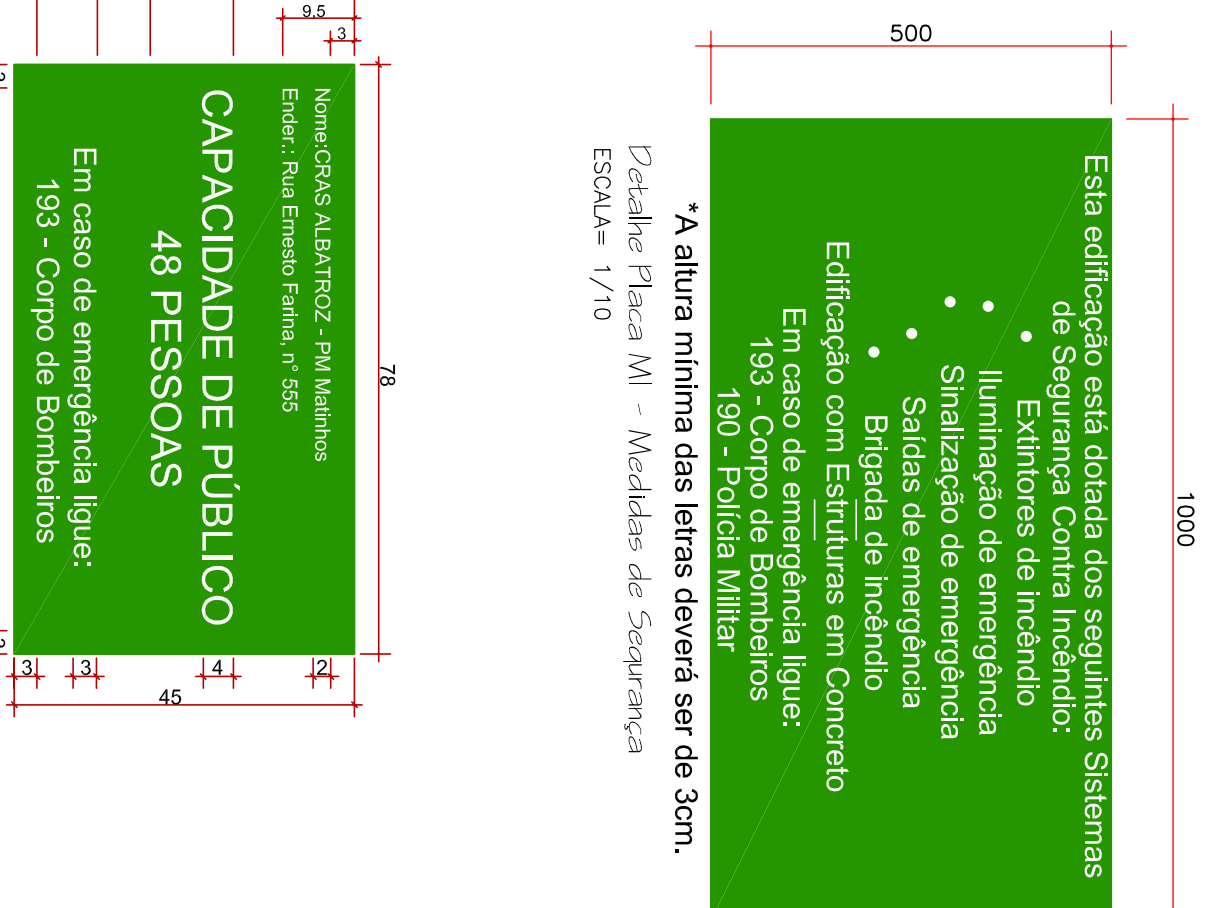 500
1000
Esta edificação está dotada dos seguintes Sistemas
de Segurança Contra Incêndio:
• Extintores de incêndio
• Iluminação de emergência
• Sinalização de emergência
• Saídas de emergência
• Brigada de incêndio
Edificação com Estruturas em Concreto
Em caso de emergência ligue:
193 - Corpo de Bombeiros
190 - Polícia Militar
*A altura mínima das letras deverá ser de 3cm.
Detalhe Placa M1 - Medidas de Segurança
ESCALA= 1/10
78
9,5
3
Nome:CRAS ALBATROZ - PM Matinhos
Ender.: Rua Ernesto Farina, n° 555
CAPACIDADE DE PÚBLICO
48 PESSOAS
Em caso de emergência ligue:
193 - Corpo de Bombeiros
3
3
4
2
45